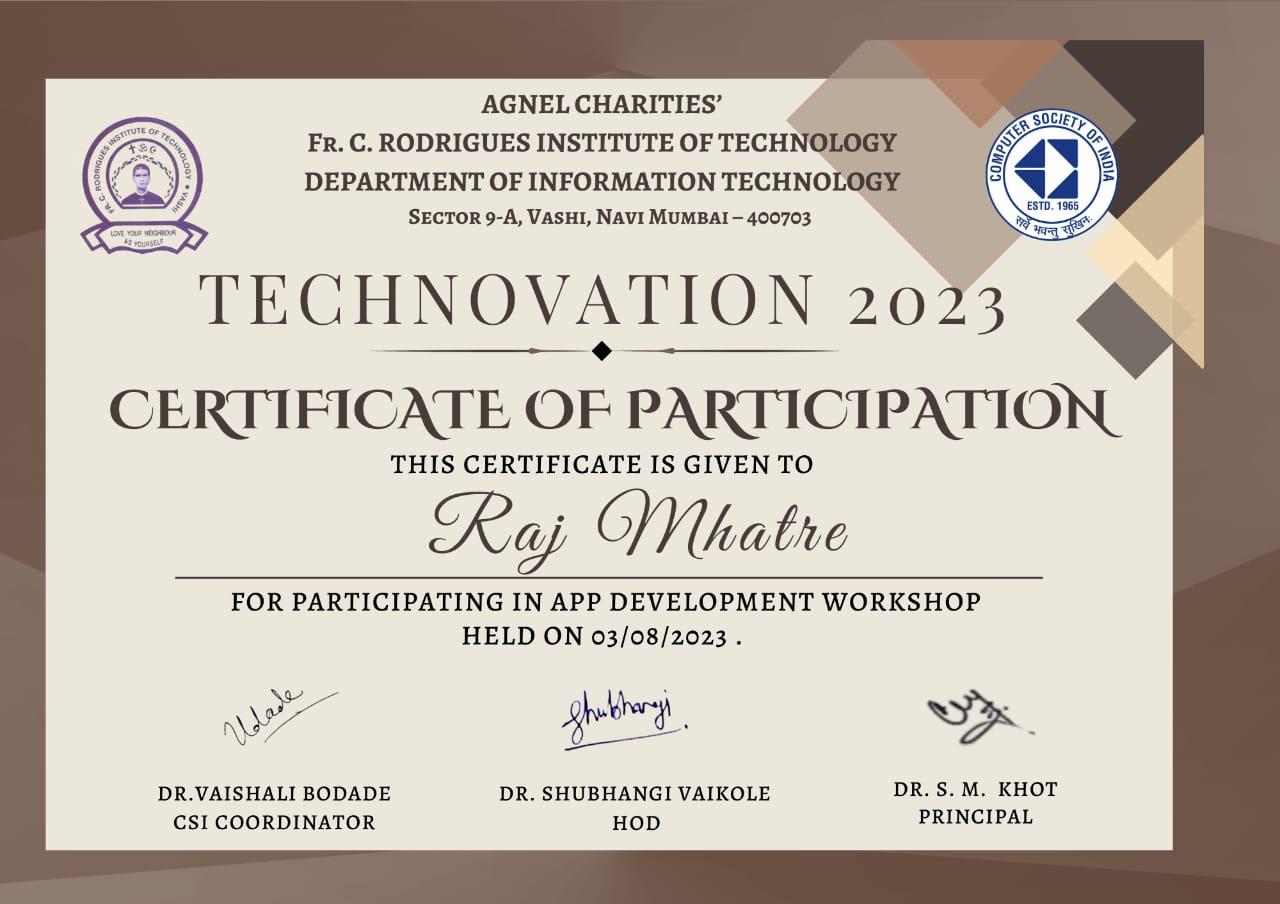 AGNEL CHARITIES’
FR. C. RODRIGUES INSTITUTE OF TECHNOLOGY
DEPARTMENT OF INFORMATION TECHNOLOGY
SECTOR 9-A, VASHI, NAVI MUMBAI – 400703
FR. C. RODRIGUES INSTITUTE OF TECHNOLOGY ★ VASHI
LOVE YOUR NEIGHBOUR
AS YOURSELF
COMPUTER SOCIETY OF INDIA
ESTD. 1965
सर्वे भवन्तु सुखिनः
TECHNOVATION 2023
CERTIFICATE OF PARTICIPATION
THIS CERTIFICATE IS GIVEN TO
Raj Mhatre
FOR PARTICIPATING IN APP DEVELOPMENT WORKSHOP
HELD ON 03/08/2023 .
Shubhangi
DR.VAISHALI BODADE
CSI COORDINATOR
DR. SHUBHANGI VAIKOLE
HOD
DR. S. M. KHOT
PRINCIPAL